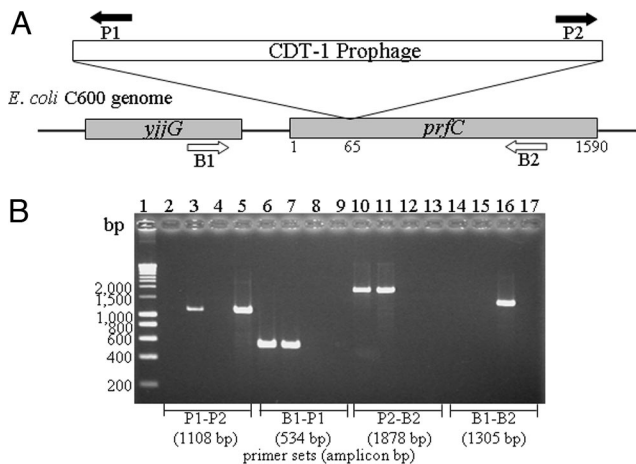 A
P1 P2
CDT-1 Prophage
E. coli C600 genome
yjjG prfC
1 65 1590
B1 B2
B
1 2 3 4 5 6 7 8 9 10 11 12 13 14 15 16 17
bp
2,000
1,500
1,000
800
600
400
200
P1-P2 B1-P1 P2-B2 B1-B2
(1108 bp) (534 bp) (1878 bp) (1305 bp)
primer sets (amplicon bp)